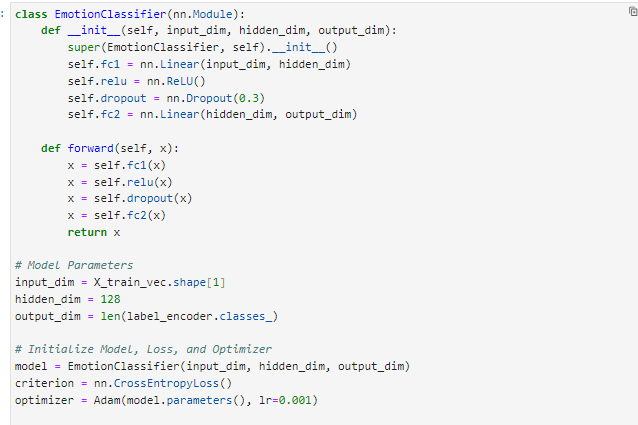 class EmotionClassifier(nn.Module):
    def __init__(self, input_dim, hidden_dim, output_dim):
        super(EmotionClassifier, self).__init__()
        self.fc1 = nn.Linear(input_dim, hidden_dim)
        self.relu = nn.ReLU()
        self.dropout = nn.Dropout(0.3)
        self.fc2 = nn.Linear(hidden_dim, output_dim)

    def forward(self, x):
        x = self.fc1(x)
        x = self.relu(x)
        x = self.dropout(x)
        x = self.fc2(x)
        return x

# Model Parameters
input_dim = X_train_vec.shape[1]
hidden_dim = 128
output_dim = len(label_encoder.classes_)

# Initialize Model, Loss, and Optimizer
model = EmotionClassifier(input_dim, hidden_dim, output_dim)
criterion = nn.CrossEntropyLoss()
optimizer = Adam(model.parameters(), lr=0.001)